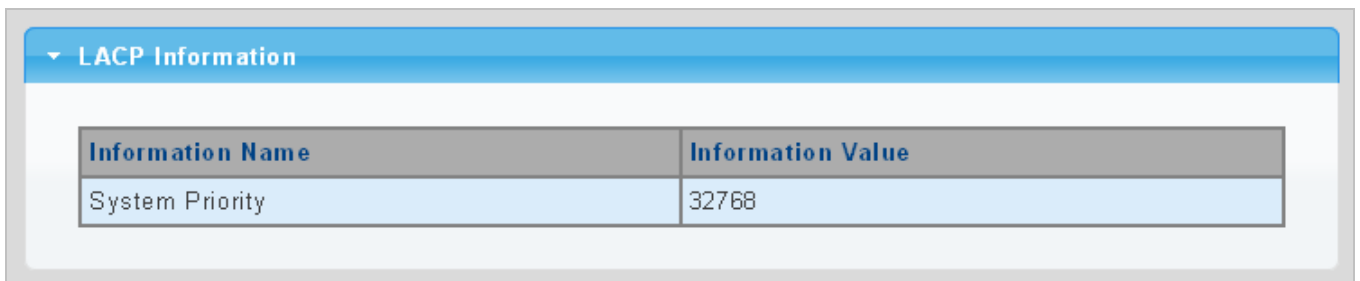 LACP Information
Information Name Information Value
System Priority 32768